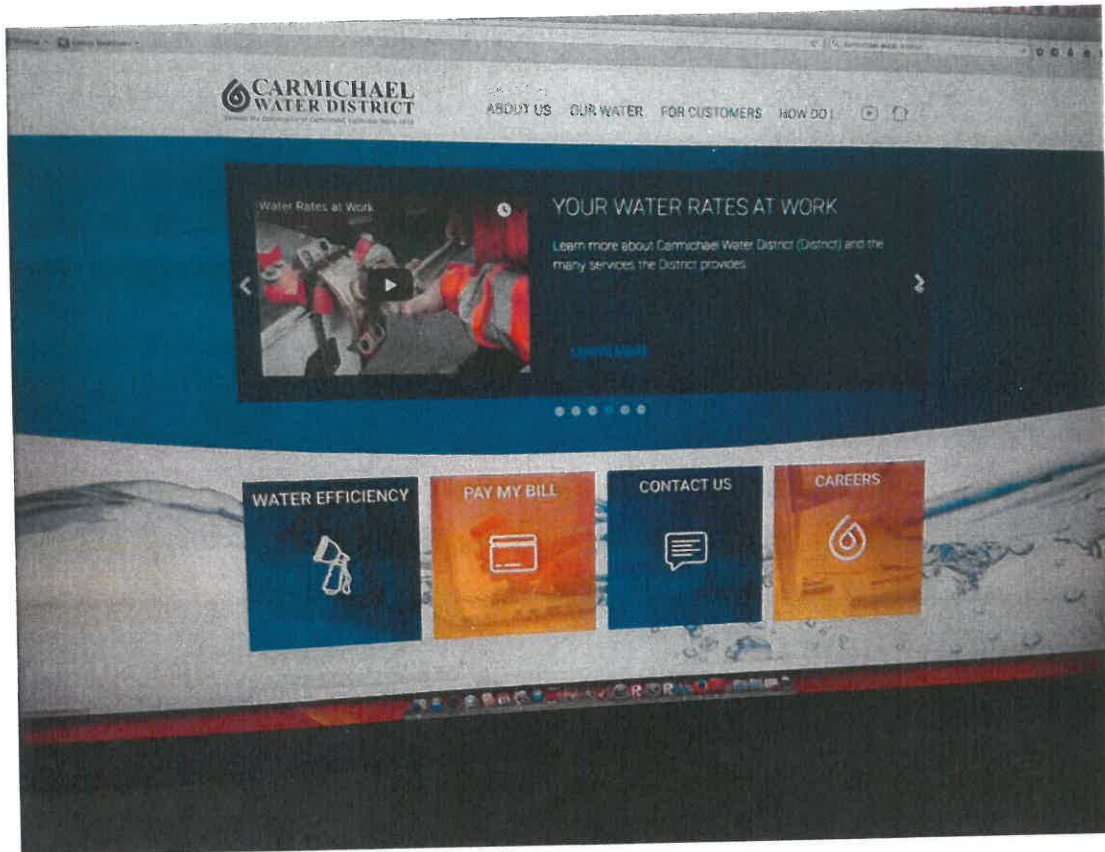 CARMICHAEL
WATER DISTRICT
ABOUT US OUR WATER FOR CUSTOMERS HOW DO I
Water Rates at Work
YOUR WATER RATES AT WORK
Learn more about Carmichael Water District (District) and the
many services the District provides
LEARN MORE
WATER EFFICIENCY
PAY MY BILL
CONTACT US
CAREERS